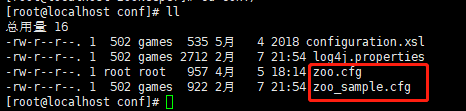 [root@localhost conf]# ll
总用量 16
-rw-r--r--. 1  502 games  535 5月   4 2018 configuration.xsl
-rw-r--r--. 1  502 games 2712 2月   7 21:54 log4j.properties
-rw-r--r--. 1 root root   957 4月   5 18:14 zoo.cfg
-rw-r--r--. 1  502 games  922 2月   7 21:54 zoo_sample.cfg
[root@localhost conf]#